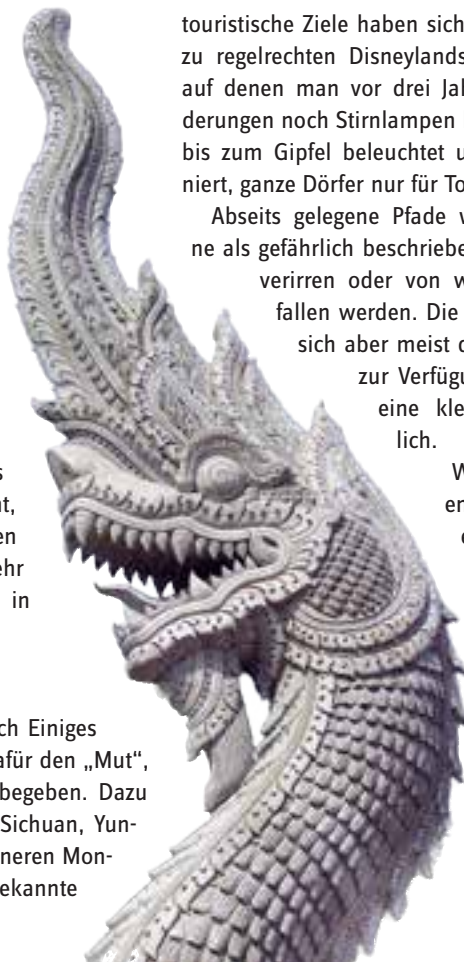 touristische Ziele haben sich
zu regelrechten Disneylands
auf denen man vor drei Jah
derungen noch Stirnlampen
bis zum Gipfel beleuchtet u
niert, ganze Dörfer nur für To
Abseits gelegene Pfade w
ne als gefährlich beschriebe
verirren oder von w
fallen werden. Die
sich aber meist
zur Verfügu
eine kle
lich.
W
er
s
t,
en
ehr
in
ch Einiges
afür den „Mut“,
begeben. Dazu
Sichuan, Yun-
neren Mon-
ekannte